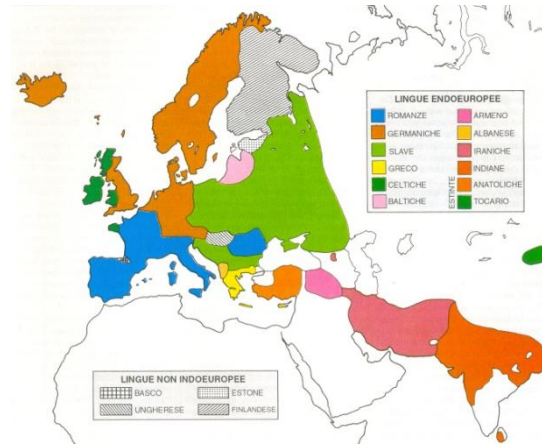 LINGUE ENDOEUROPEE
ROMANZE
GERMANICHE
SLAVE
GRECO
CELTICHE
BALTICHE
ARMENO
ALBANESE
IRANICHE
INDIANE
ESTINTE
ANATOLICHE
TOCARIO
LINGUE NON INDOEUROPEE
BASCO
ESTONE
UNGHERESE
FINLANDESE